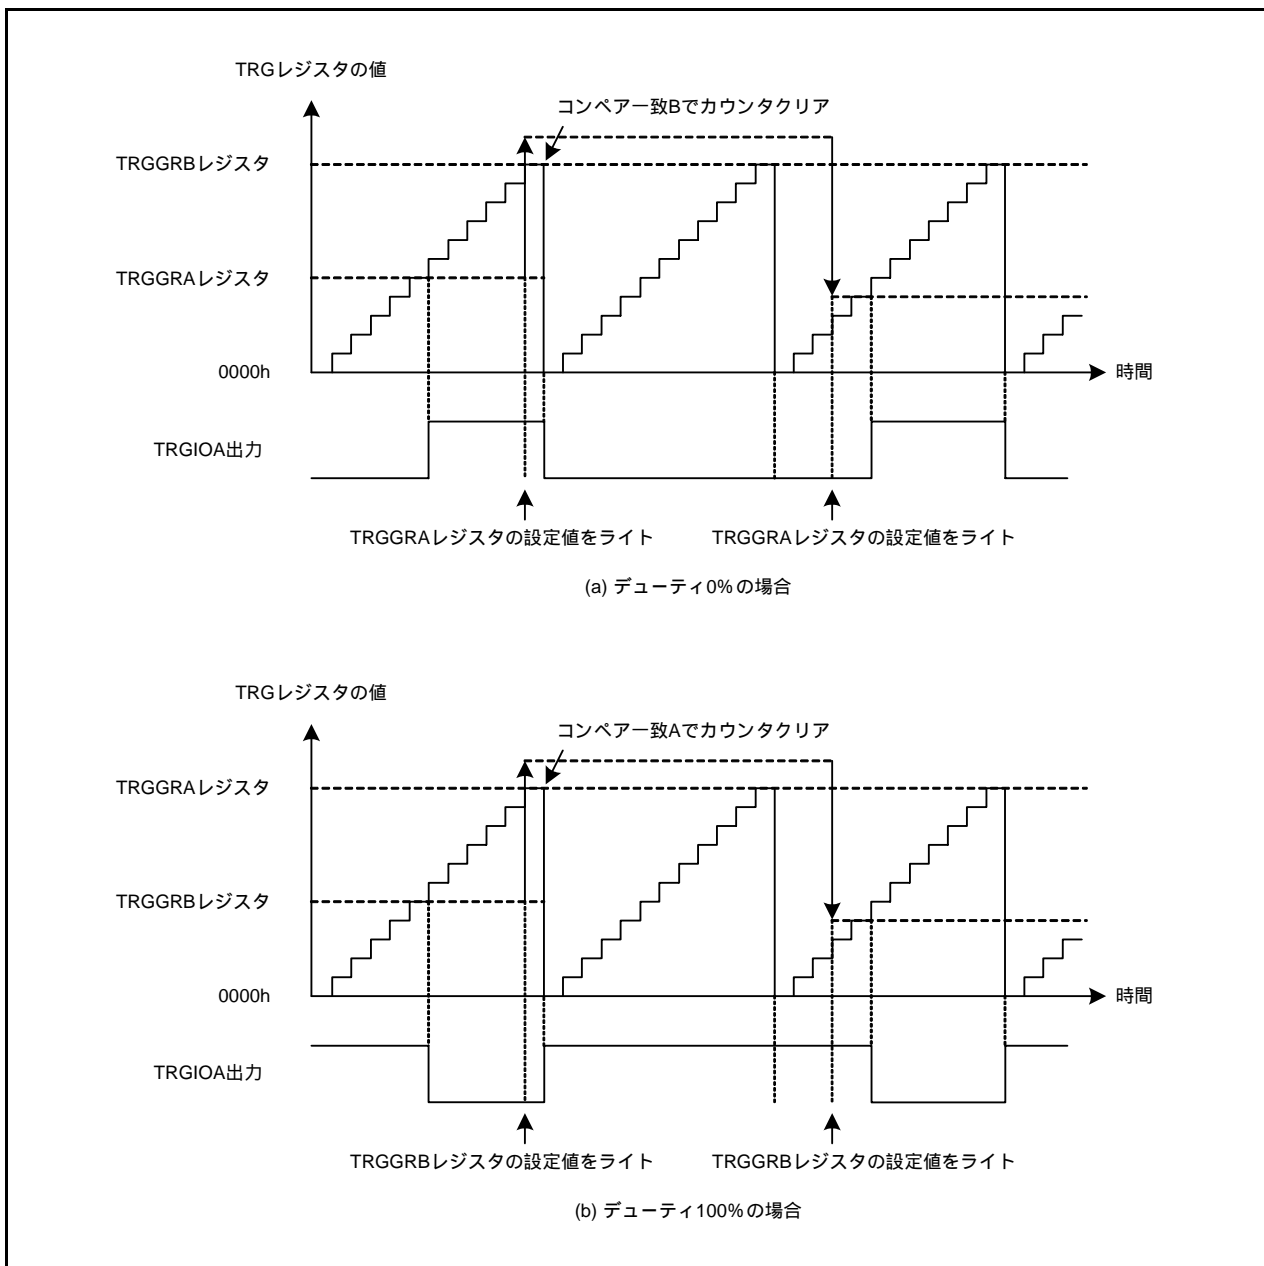 TRGレジスタの値
コンペア一致Bでカウンタクリア
TRGGRBレジスタ
TRGGRAレジスタ
0000h
時間
TRGIOA出力
TRGGRAレジスタの設定値をライト
TRGGRAレジスタの設定値をライト
(a) デューティ0%の場合
TRGレジスタの値
コンペア一致Aでカウンタクリア
TRGGRAレジスタ
TRGGRBレジスタ
0000h
時間
TRGIOA出力
TRGGRBレジスタの設定値をライト
TRGGRBレジスタの設定値をライト
(b) デューティ100%の場合